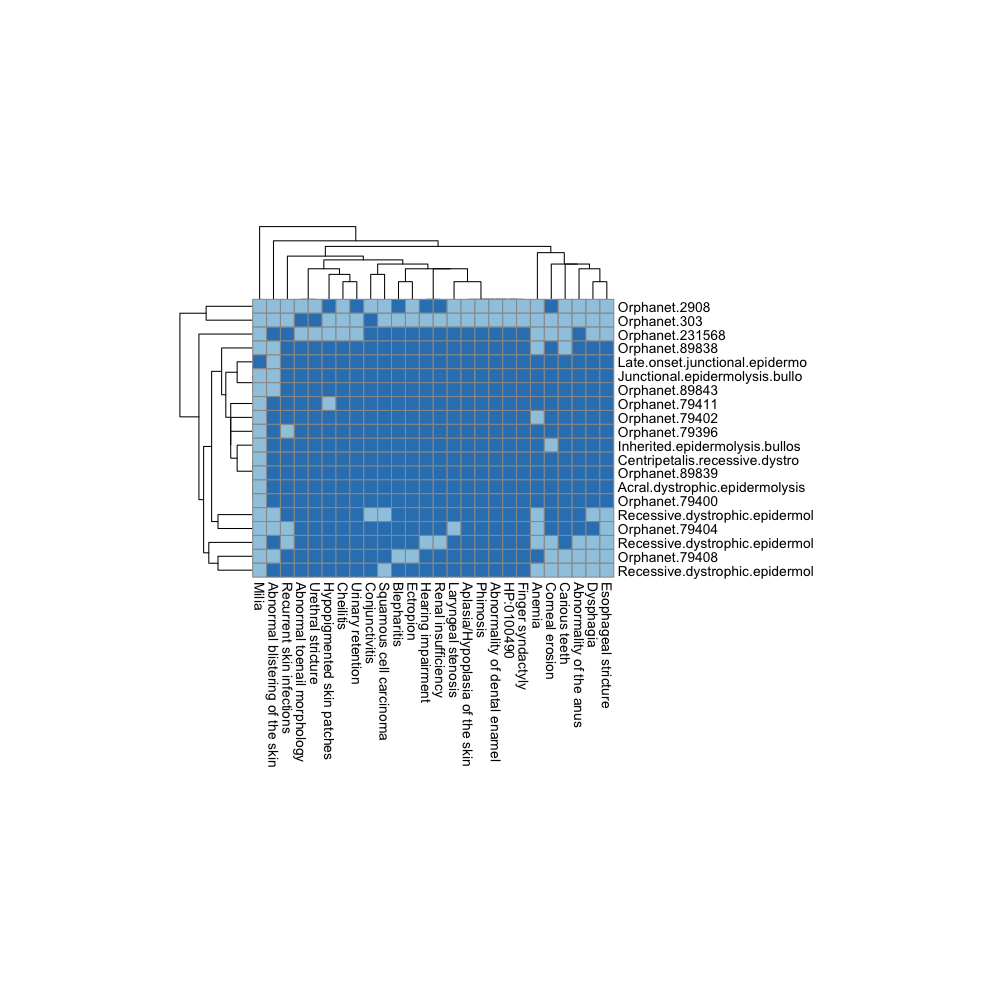 Orphanet.2908
Orphanet.303
Orphanet.231568
Orphanet.89838
Late.onset.junctional.epidermo
Junctional.epidermolysis.bullo
Orphanet.89843
Orphanet.79411
Orphanet.79402
Orphanet.79396
Inherited.epidermolysis.bullos
Centripetalis.recessive.dystro
Orphanet.89839
Acral.dystrophic.epidermolysis
Orphanet.79400
Recessive.dystrophic.epidermol
Orphanet.79404
Recessive.dystrophic.epidermol
Orphanet.79408
Recessive.dystrophic.epidermol
Milia
Abnormal blistering of the skin
Recurrent skin infections
Abnormal toenail morphology
Urethral stricture
Hypopigmented skin patches
Cheilitis
Urinary retention
Conjunctivitis
Squamous cell carcinoma
Blepharitis
Ectropion
Hearing impairment
Renal insufficiency
Laryngeal stenosis
Aplasia/Hypoplasia of the skin
Phimosis
Abnormality of dental enamel
HP:0100490
Finger syndactyly
Anemia
Corneal erosion
Carious teeth
Abnormality of the anus
Dysphagia
Esophageal stricture